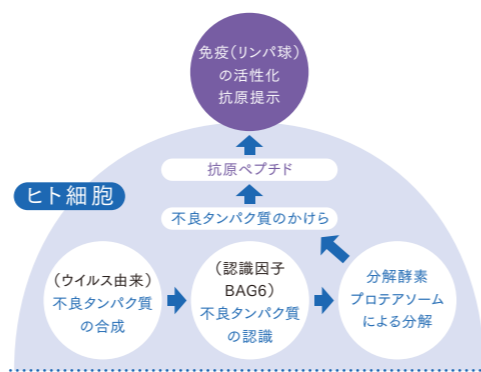 免疫(リンパ球)
の活性化
抗原提示
抗原ペプチド
ヒト細胞
不良タンパク質のかけら
(ウイルス由来)
不良タンパク質
の合成
(認識因子
BAG6)
不良タンパク質
の認識
分解酵素
プロテアソーム
による分解